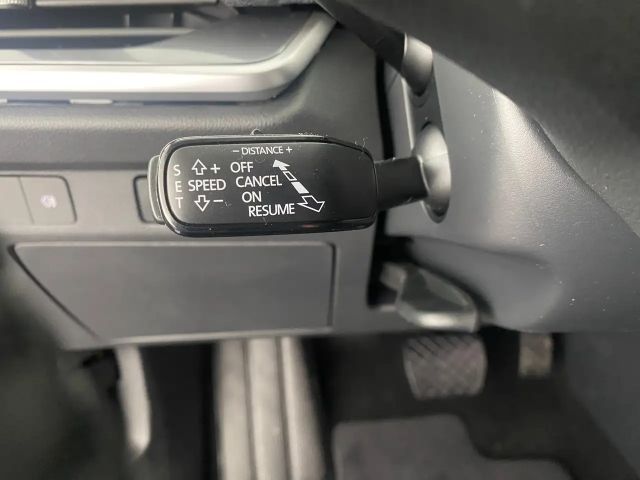 - DISTANCE +
S ⇧ + OFF
E SPEED CANCEL
T ⇩ - ON
RESUME